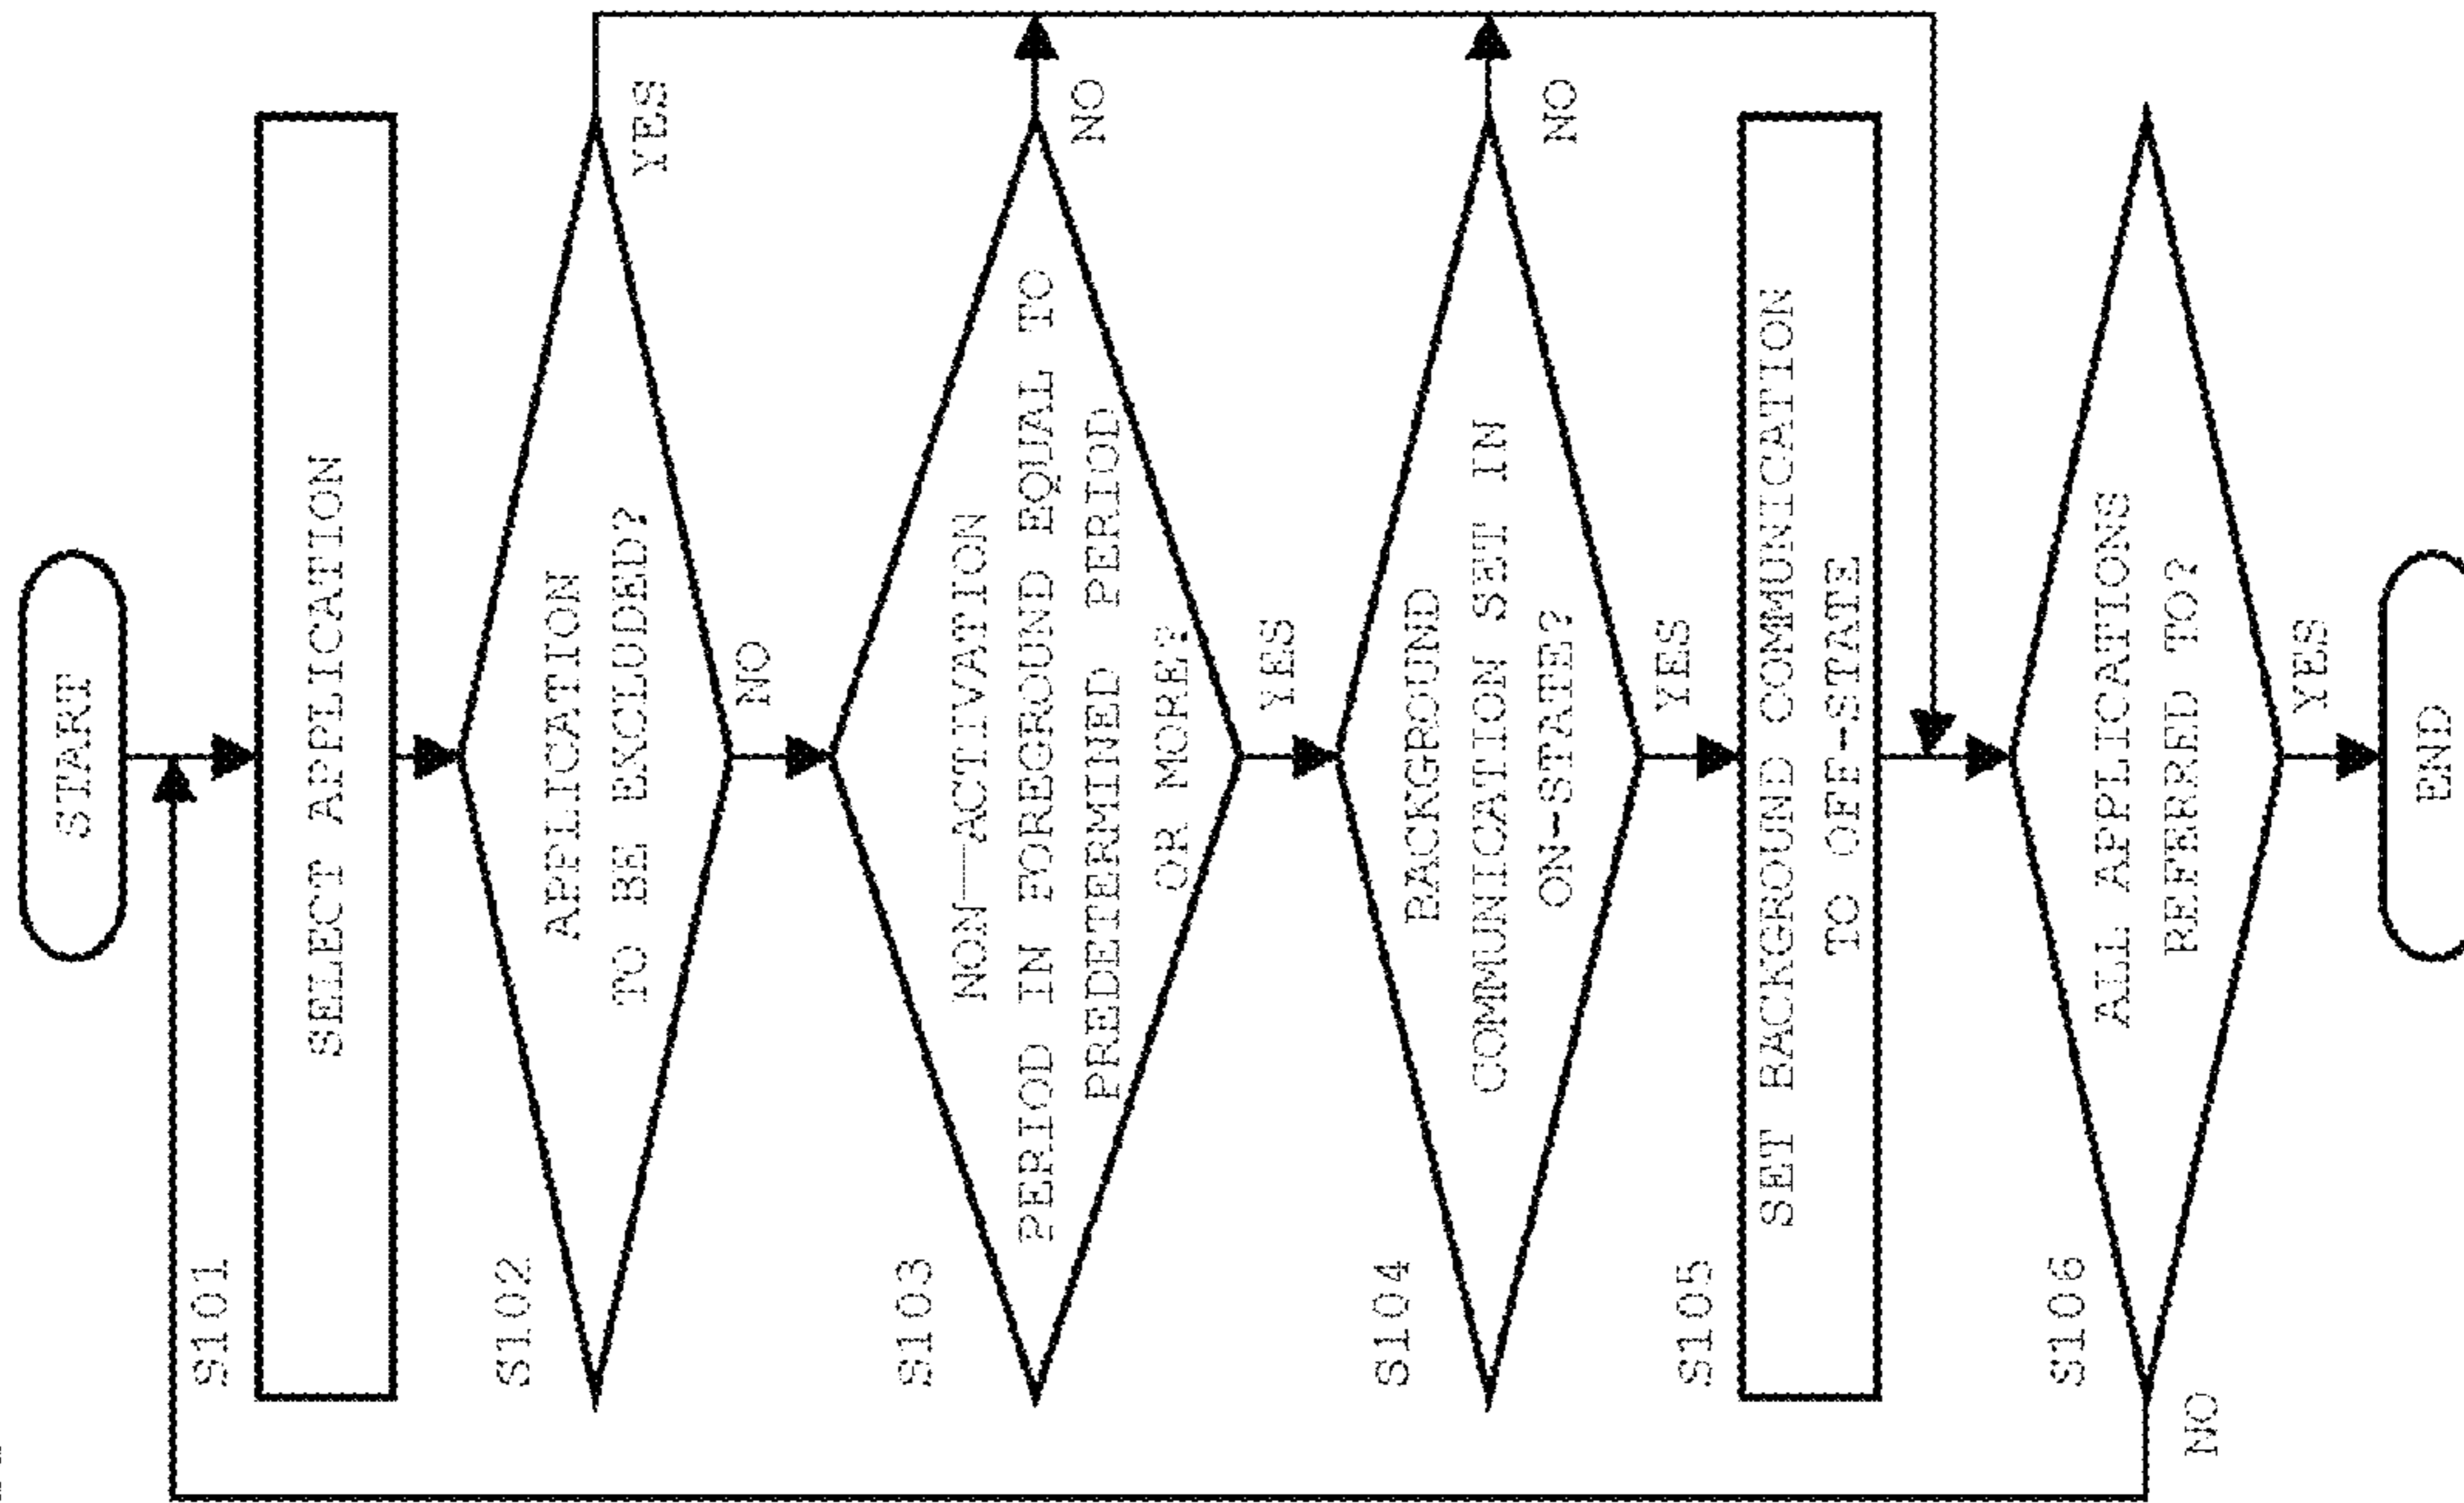 START
S101
SELECT APPLICATION
S102
APPLICATION
TO BE EXCLUDED?
YES
NO
S103
NON—ACTIVATION
PERIOD IN FOREGROUND EQUAL TO
PREDETERMINED PERIOD
OR MORE?
NO
YES
S104
BACKGROUND
COMMUNICATION SET IN
ON-STATE?
NO
YES
S105
SET BACKGROUND COMMUNICATION
TO OFF-STATE
S106
ALL APPLICATIONS
REFERRED TO?
NO
YES
END